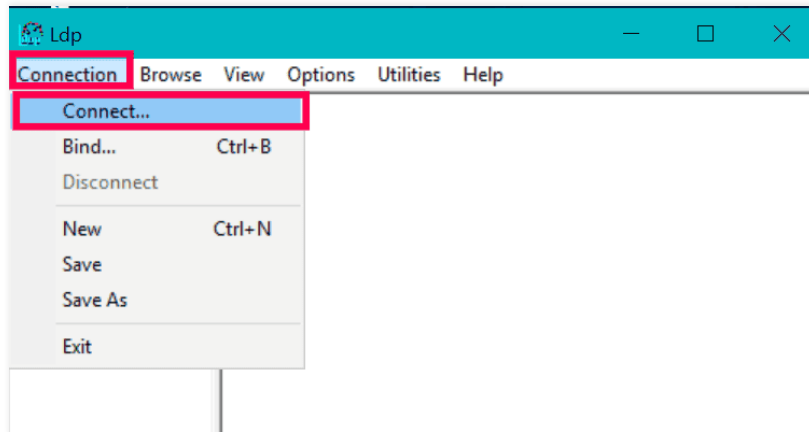 Ldp
Connection Browse View Options Utilities Help
Connect...
Bind... Ctrl+B
Disconnect
New Ctrl+N
Save
Save As
Exit